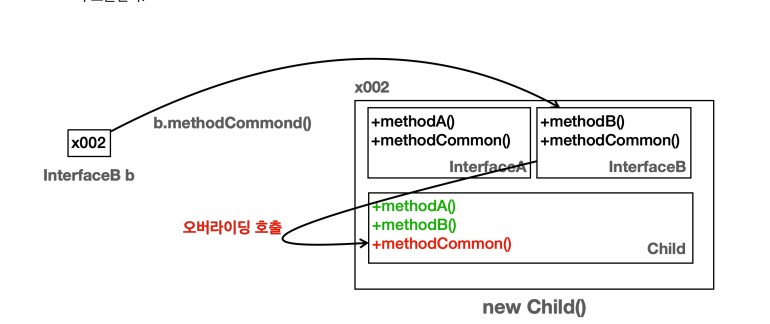 x002
b.methodCommond()
x002
InterfaceB b
+methodA()
+methodCommon()
InterfaceA
+methodB()
+methodCommon()
InterfaceB
오버라이딩 호출
+methodA()
+methodB()
+methodCommon()
Child
new Child()